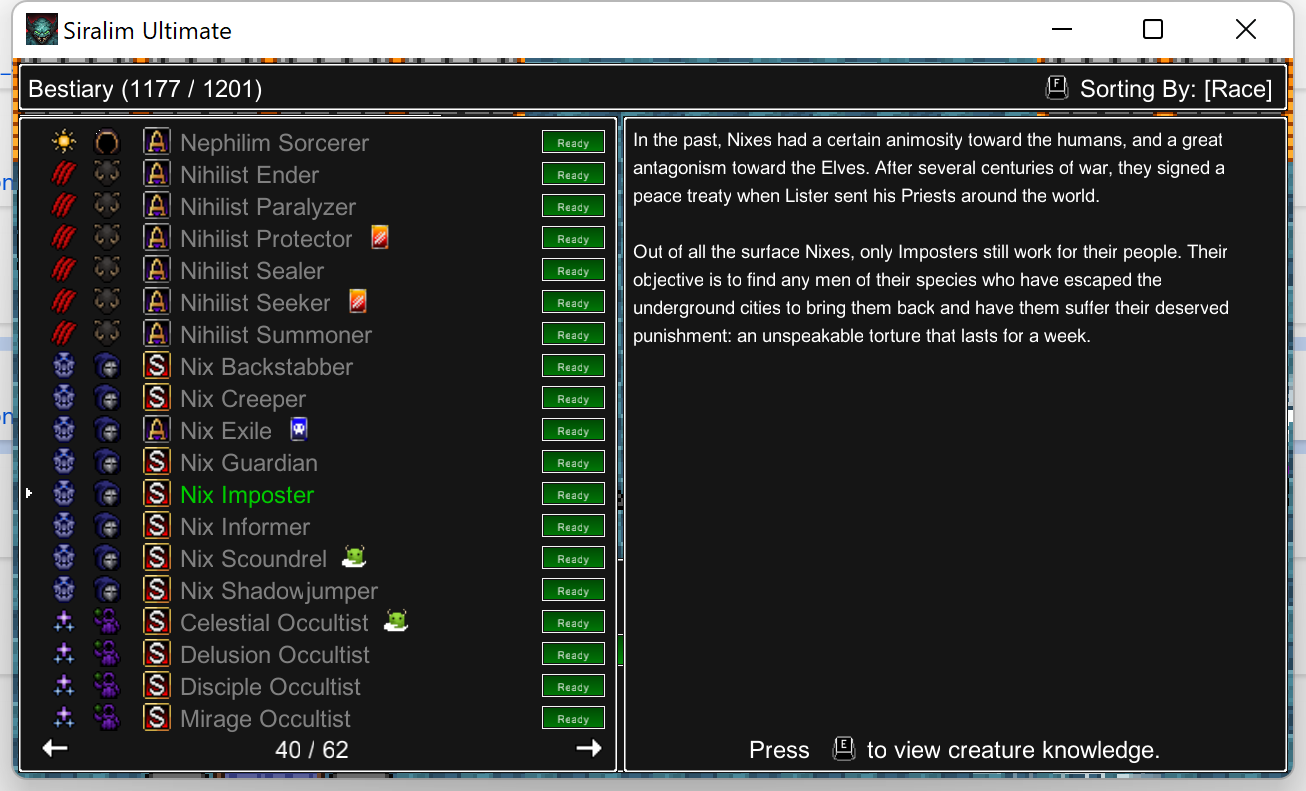 Siralim Ultimate
Bestiary (1177 / 1201)
F Sorting By: [Race]
A Nephilim Sorcerer Ready
A Nihilist Ender Ready
A Nihilist Paralyzer Ready
A Nihilist Protector Ready
A Nihilist Sealer Ready
A Nihilist Seeker Ready
A Nihilist Summoner Ready
S Nix Backstabber Ready
S Nix Creeper Ready
A Nix Exile Ready
S Nix Guardian Ready
S Nix Imposter Ready
S Nix Informer Ready
S Nix Scoundrel Ready
S Nix Shadowjumper Ready
S Celestial Occultist Ready
S Delusion Occultist Ready
S Disciple Occultist Ready
S Mirage Occultist Ready
40 / 62
In the past, Nixes had a certain animosity toward the humans, and a great
antagonism toward the Elves. After several centuries of war, they signed a
peace treaty when Lister sent his Priests around the world.
Out of all the surface Nixes, only Imposters still work for their people. Their
objective is to find any men of their species who have escaped the
underground cities to bring them back and have them suffer their deserved
punishment: an unspeakable torture that lasts for a week.
Press E to view creature knowledge.